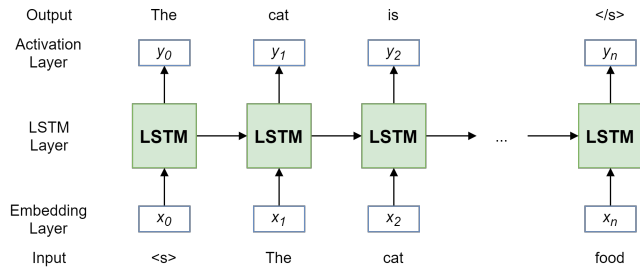 Output The cat is </s>
Activation Layer y0 y1 y2 yn
LSTM Layer LSTM LSTM LSTM ... LSTM
Embedding Layer x0 x1 x2 xn
Input <s> The cat food